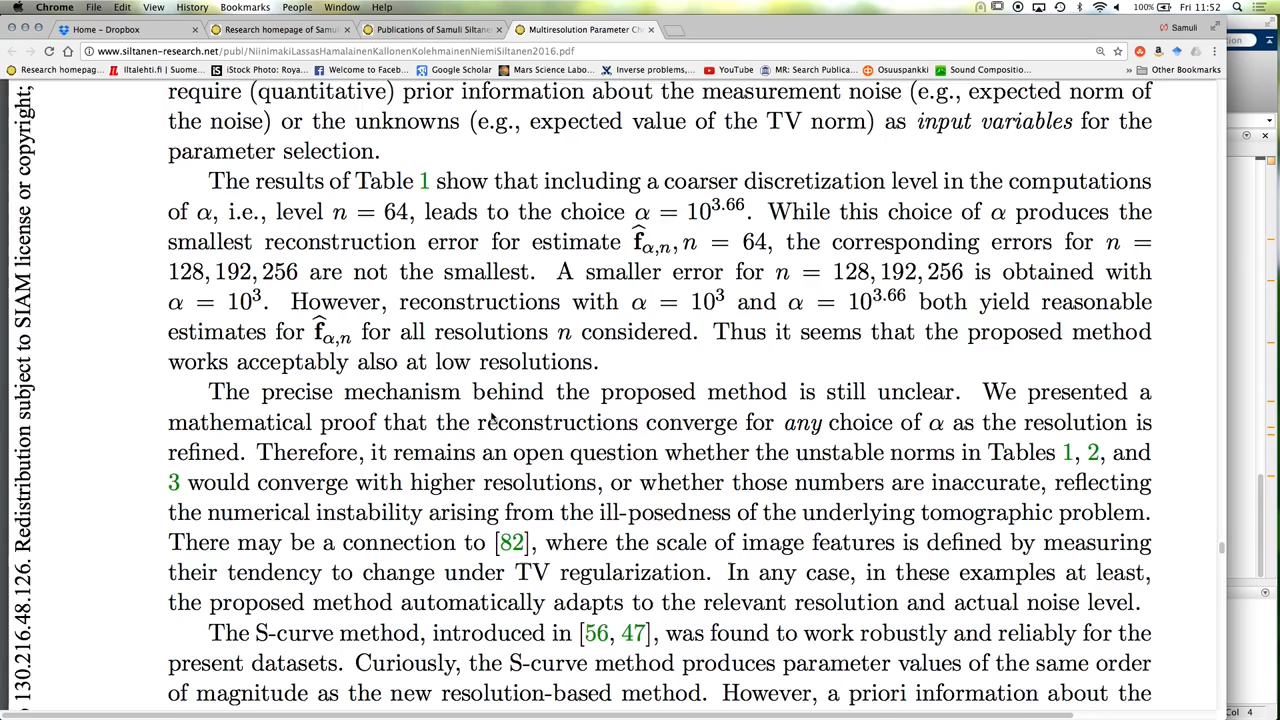 Chrome File Edit View History Bookmarks People Window Help 100% Fri 11:52
Home – Dropbox × Research homepage of Samul × Publications of Samuli Siltane × Multiresolution Parameter Ch × Samuli
www.siltanen-research.net/publ/NiinimakiLassasHamalainenKallonenKolehmainenNiemiSiltanen2016.pdf
Research homepag... Iltalehti.fi | Suome... iStock Photo: Roya... Welcome to Faceb... Google Scholar Mars Science Labo... Inverse problems,... YouTube MR: Search Publica... Osuuspankki Sound Compositio... » Other Bookmarks
require (quantitative) prior information about the measurement noise (e.g., expected norm of
the noise) or the unknowns (e.g., expected value of the TV norm) as input variables for the
parameter selection.
The results of Table 1 show that including a coarser discretization level in the computations
of α, i.e., level n = 64, leads to the choice α = 10^3.66. While this choice of α produces the
smallest reconstruction error for estimate f̂α,n, n = 64, the corresponding errors for n =
128, 192, 256 are not the smallest. A smaller error for n = 128, 192, 256 is obtained with
α = 10^3. However, reconstructions with α = 10^3 and α = 10^3.66 both yield reasonable
estimates for f̂α,n for all resolutions n considered. Thus it seems that the proposed method
works acceptably also at low resolutions.
The precise mechanism behind the proposed method is still unclear. We presented a
mathematical proof that the reconstructions converge for any choice of α as the resolution is
refined. Therefore, it remains an open question whether the unstable norms in Tables 1, 2, and
3 would converge with higher resolutions, or whether those numbers are inaccurate, reflecting
the numerical instability arising from the ill-posedness of the underlying tomographic problem.
There may be a connection to [82], where the scale of image features is defined by measuring
their tendency to change under TV regularization. In any case, in these examples at least,
the proposed method automatically adapts to the relevant resolution and actual noise level.
The S-curve method, introduced in [56, 47], was found to work robustly and reliably for the
present datasets. Curiously, the S-curve method produces parameter values of the same order
of magnitude as the new resolution-based method. However, a priori information about the
130.216.48.126. Redistribution subject to SIAM license or copyright;
Col 4